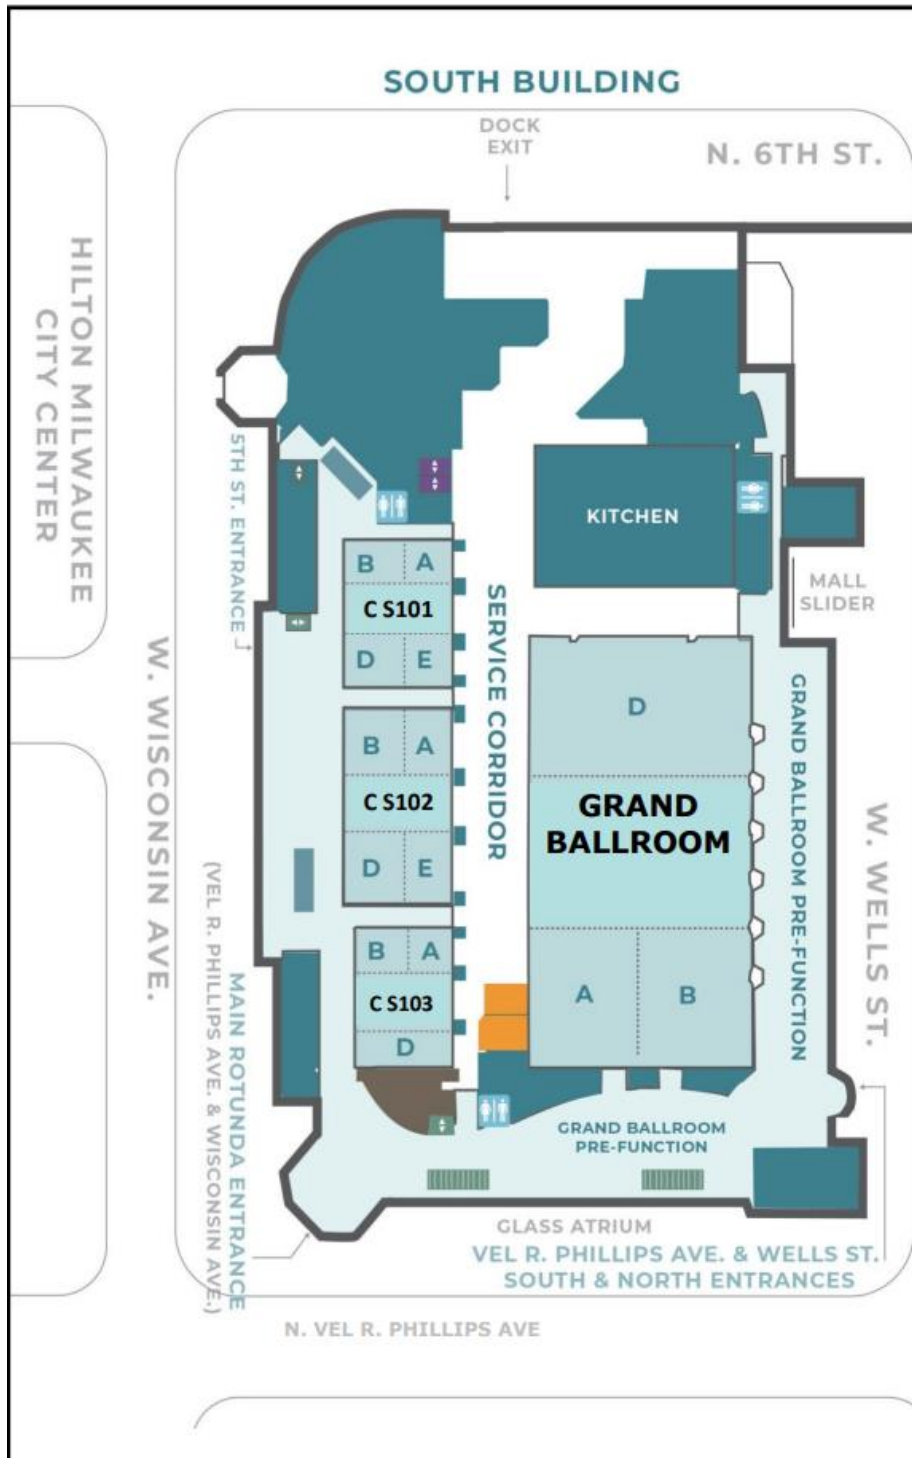 SOUTH BUILDING
DOCK
EXIT
N. 6TH ST.
HILTON MILWAUKEE
CITY CENTER
5TH ST. ENTRANCE
KITCHEN
MALL
SLIDER
B
A
C S101
D
E
SERVICE CORRIDOR
W. WISCONSIN AVE.
B
A
C S102
D
E
D
GRAND
BALLROOM
A
B
GRAND BALLROOM PRE-FUNCTION
W. WELLS ST.
B
A
C S103
D
MAIN ROTUNDA ENTRANCE
(VEL R. PHILLIPS AVE. & WISCONSIN AVE.)
GRAND BALLROOM
PRE-FUNCTION
GLASS ATRIUM
VEL R. PHILLIPS AVE. & WELLS ST.
SOUTH & NORTH ENTRANCES
N. VEL R. PHILLIPS AVE